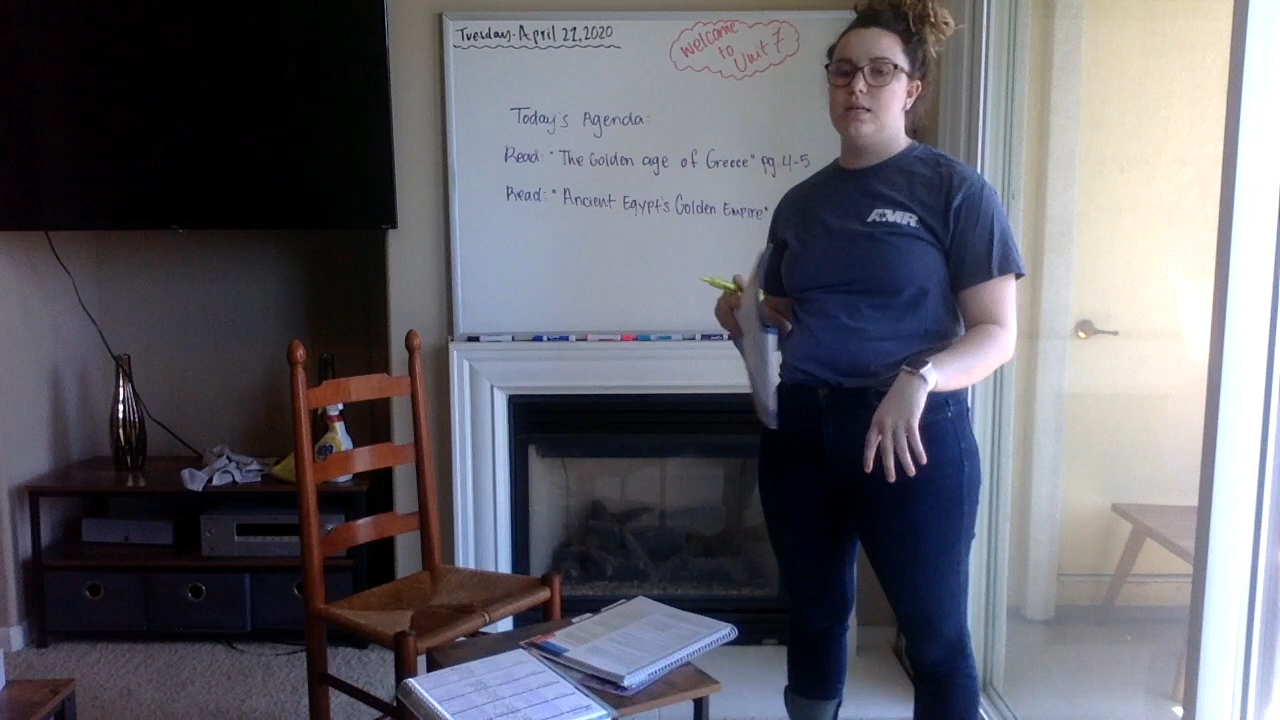 Tuesday-April 21,2020
Welcome
to
Unit 7
Today's Agenda:
Read: "The Golden age of Greece" pg. 4-5
Read: "Ancient Egypt's Golden Empire"
AMR